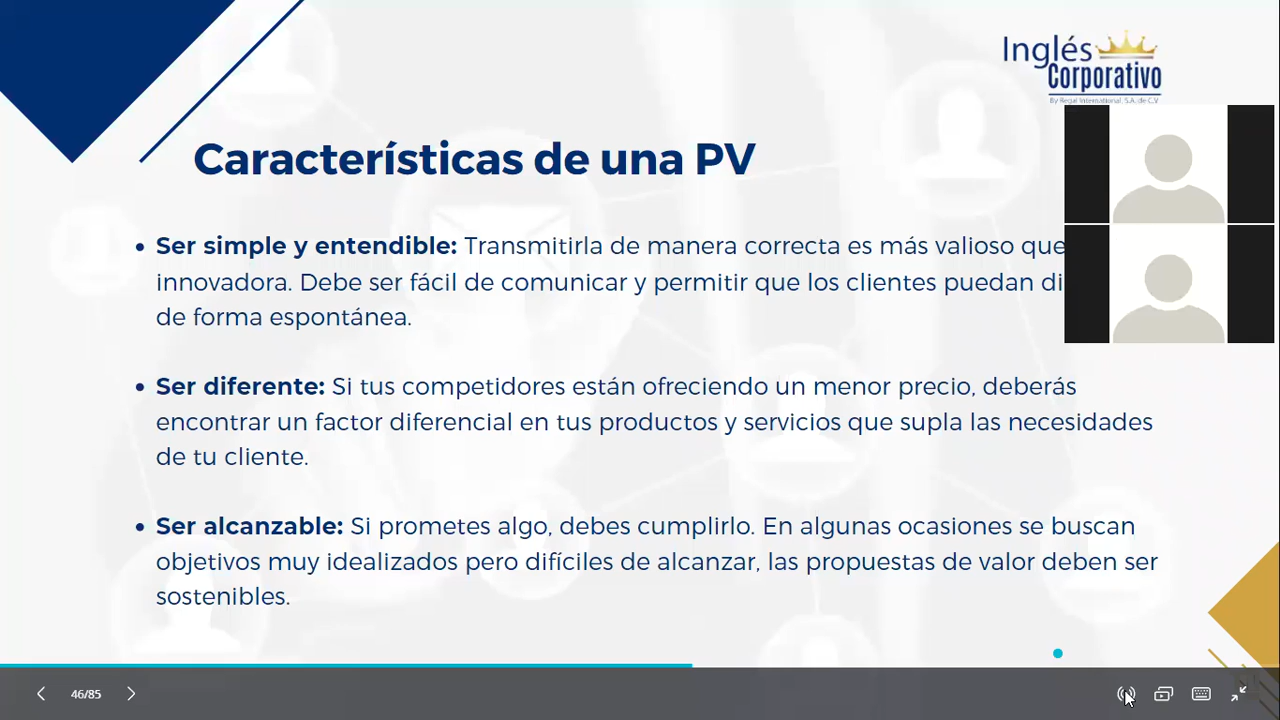 Inglés
Corporativo
By Regal International, S.A. de C.V
Características de una PV
• Ser simple y entendible: Transmitirla de manera correcta es más valioso que
innovadora. Debe ser fácil de comunicar y permitir que los clientes puedan
de forma espontánea.
• Ser diferente: Si tus competidores están ofreciendo un menor precio, deberás
encontrar un factor diferencial en tus productos y servicios que supla las necesidades
de tu cliente.
• Ser alcanzable: Si prometes algo, debes cumplirlo. En algunas ocasiones se buscan
objetivos muy idealizados pero difíciles de alcanzar, las propuestas de valor deben ser
sostenibles.
46/85